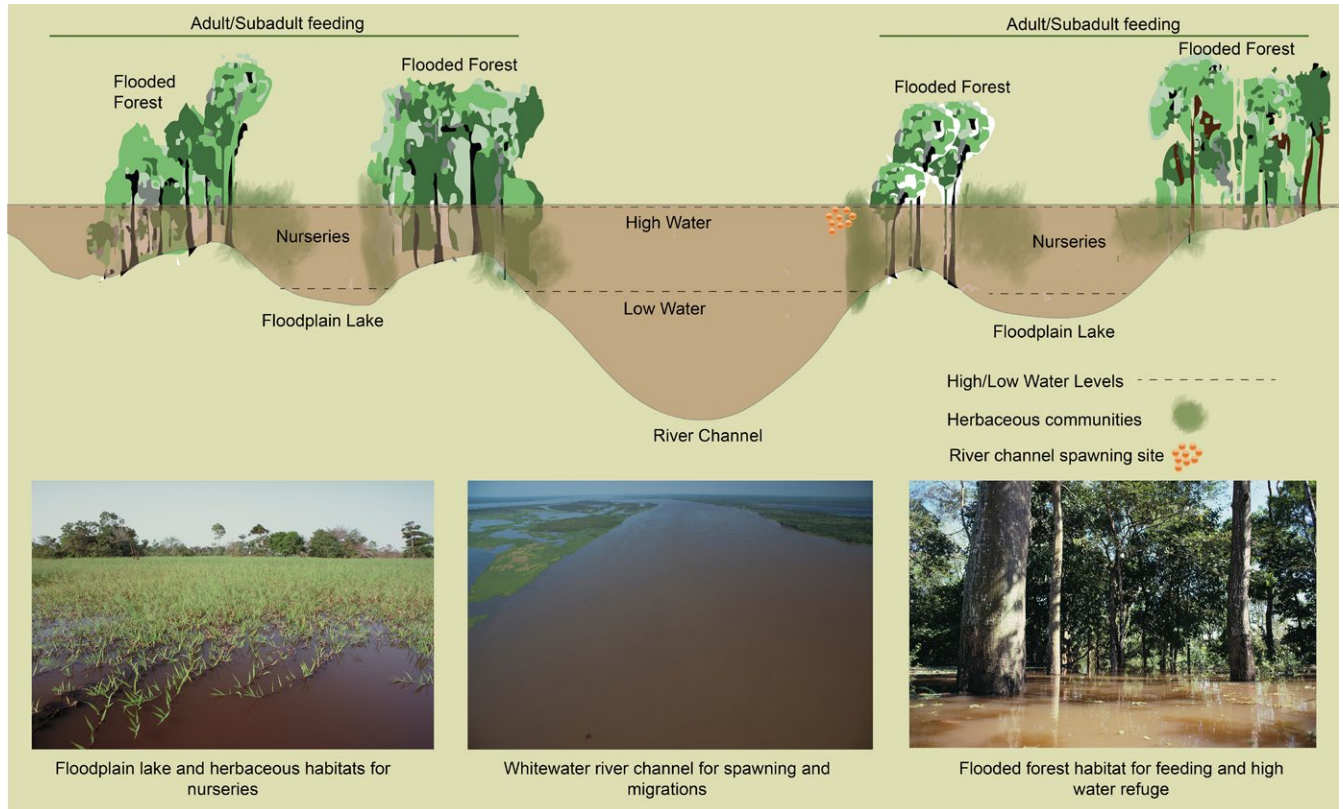 Adult/Subadult feeding
Adult/Subadult feeding
Flooded
Forest
Flooded Forest
Flooded Forest
Flooded Forest
Nurseries
High Water
Nurseries
Low Water
Floodplain Lake
Floodplain Lake
River Channel
High/Low Water Levels
Herbaceous communities
River channel spawning site
Floodplain lake and herbaceous habitats for
nurseries
Whitewater river channel for spawning and
migrations
Flooded forest habitat for feeding and high
water refuge